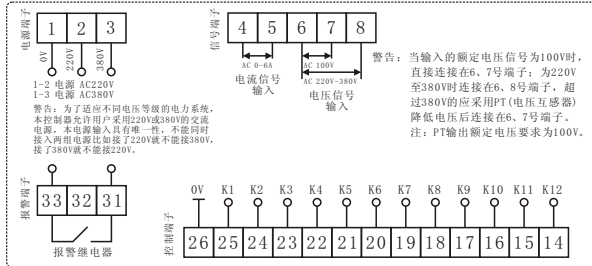 电源端子
1 2 3
0V
220V
380V
1-2 电源 AC220V
1-3 电源 AC380V
警告：为了适应不同电压等级的电力系统，
本控制器允许用户采用220V或380V的交流
电源，本电源输入具有唯一性，不能同时
接入两组电源比如接了220V就不能接380V，
接了380V就不能接220V。
信号端子
4 5 6 7 8
AC 0-6A
AC 100V
电流信号
输入
AC 220V-380V
电压信号
输入
警告：当输入的额定电压信号为100V时，
直接连接在6、7号端子；为220V
至380V时连接在6、8号端子，超
过380V的应采用PT(电压互感器)
降低电压后连接在6、7号端子。
注：PT输出额定电压要求为100V。
报警端子
33 32 31
报警继电器
控制端子
0V K1 K2 K3 K4 K5 K6 K7 K8 K9 K10 K11 K12
26 25 24 23 22 21 20 19 18 17 16 15 14